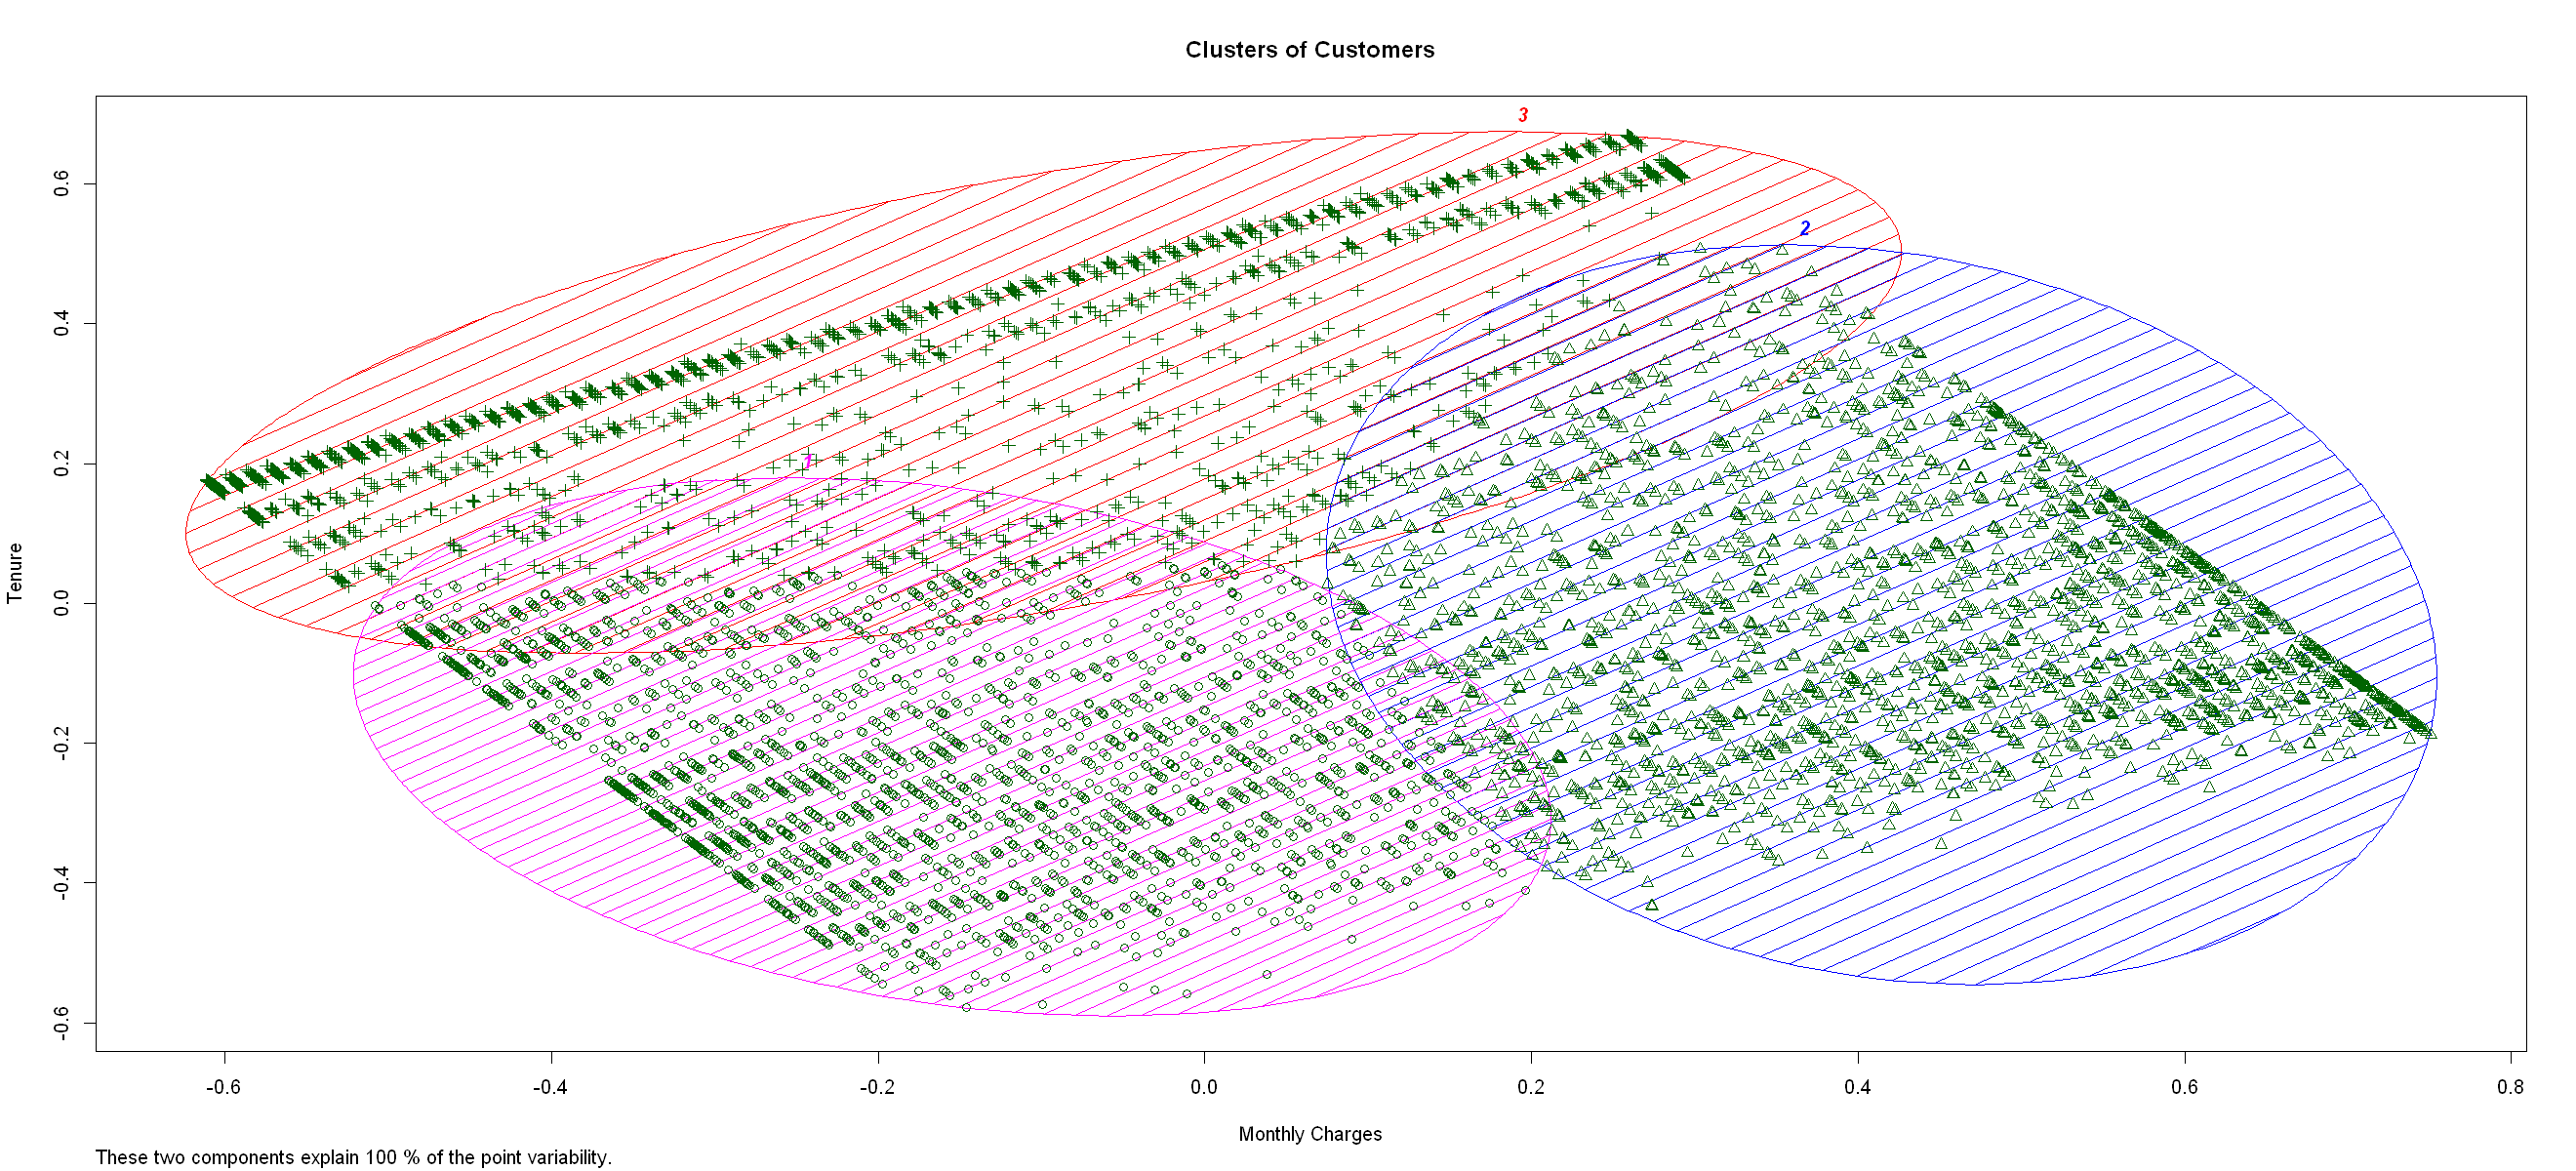 Clusters of Customers
3
2
1
Tenure
0.6
0.4
0.2
0.0
-0.2
-0.4
-0.6
-0.6 -0.4 -0.2 0.0 0.2 0.4 0.6 0.8
Monthly Charges
These two components explain 100 % of the point variability.